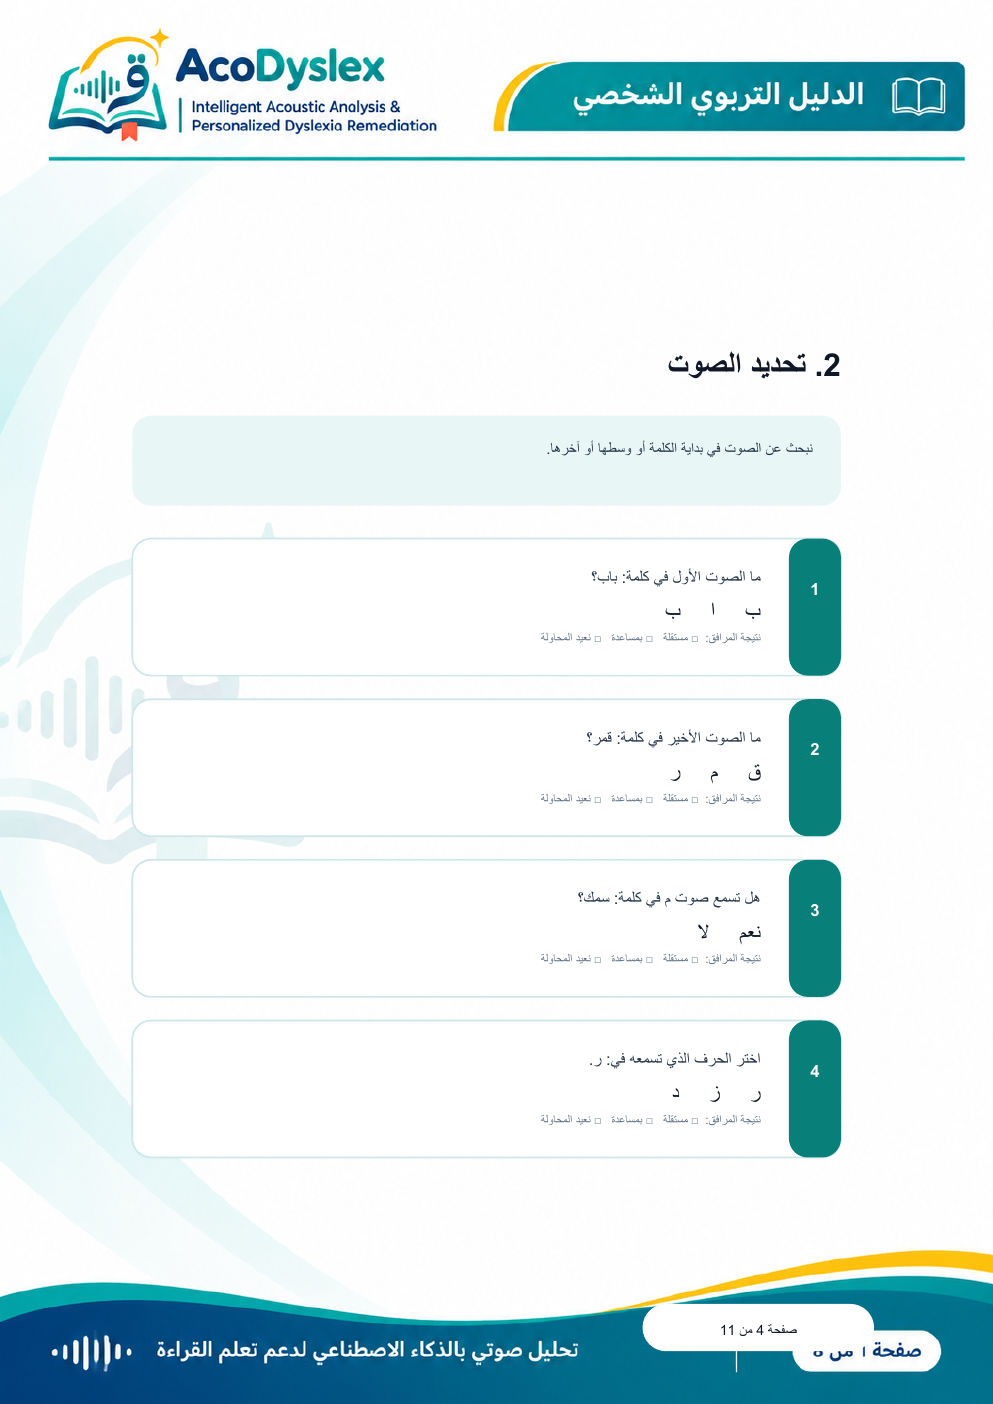 AcoDyslex
Intelligent Acoustic Analysis &
Personalized Dyslexia Remediation
الدليل التربوي الشخصي
2. تحديد الصوت
نبحث عن الصوت في بداية الكلمة أو وسطها أو آخرها.
1
ما الصوت الأول في كلمة: باب؟
ب ا ب
نتيجة المرافق: □ مستقلة □ بمساعدة □ نعيد المحاولة
2
ما الصوت الأخير في كلمة: قمر؟
ق م ر
نتيجة المرافق: □ مستقلة □ بمساعدة □ نعيد المحاولة
3
هل تسمع صوت م في كلمة: سمك؟
نعم لا
نتيجة المرافق: □ مستقلة □ بمساعدة □ نعيد المحاولة
4
اختر الحرف الذي تسمعه في: ر.
ر ز د
نتيجة المرافق: □ مستقلة □ بمساعدة □ نعيد المحاولة
صفحة 4 من 11
صفحة 1 من
تحليل صوتي بالذكاء الاصطناعي لدعم تعلم القراءة